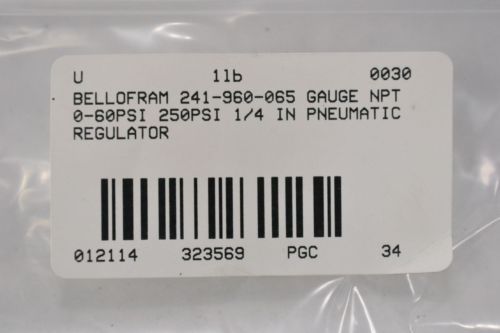 U 1lb 0030
BELLOFRAM 241-960-065 GAUGE NPT
0-60PSI 250PSI 1/4 IN PNEUMATIC
REGULATOR
012114 323569 PGC 34